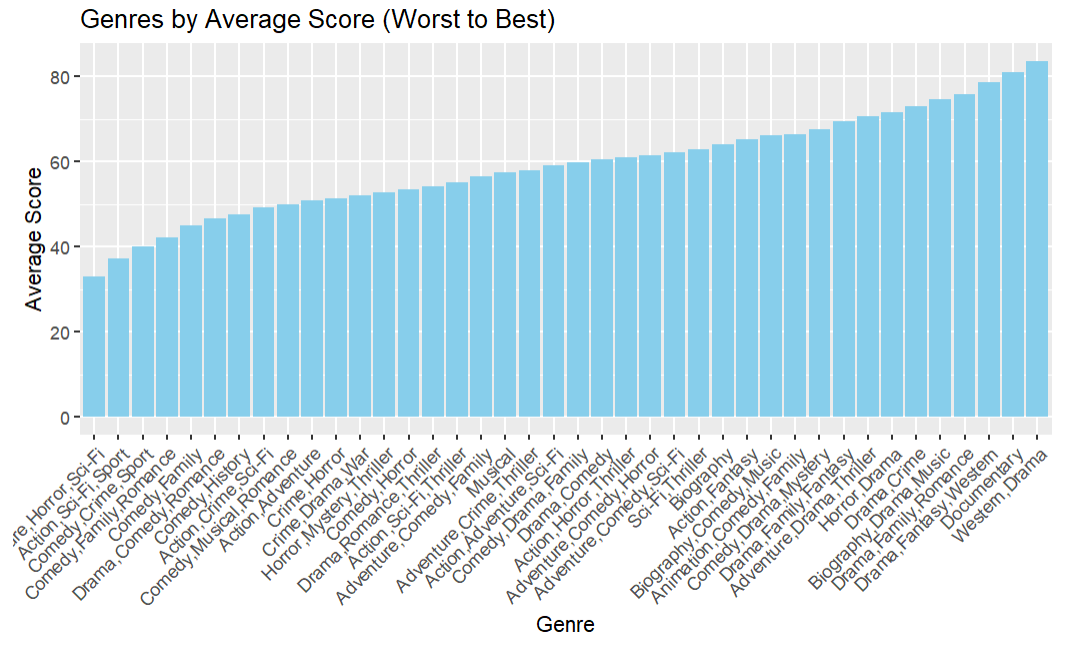 Genres by Average Score (Worst to Best)
Average Score
80
60
40
20
0
re,Horror,Sci-Fi
Action,Sci-Fi,Sport
Comedy,Crime,Sport
Comedy,Family,Romance
Comedy,Family
Drama,Comedy,Romance
Comedy,History
Action,Crime,Sci-Fi
Comedy,Musical,Romance
Action,Adventure
Crime,Horror
Crime,Drama,War
Horror,Mystery,Thriller
Comedy,Horror
Drama,Romance,Thriller
Action,Sci-Fi,Thriller
Adventure,Comedy,Family
Musical
Adventure,Crime,Thriller
Action,Adventure,Sci-Fi
Comedy,Drama,Family
Drama,Comedy
Action,Horror,Thriller
Adventure,Comedy,Horror
Adventure,Comedy,Sci-Fi
Sci-Fi,Thriller
Biography
Action,Fantasy
Biography,Comedy,Music
Animation,Comedy,Family
Comedy,Drama,Mystery
Drama,Family,Fantasy
Adventure,Drama,Thriller
Horror,Drama
Drama,Crime
Biography,Drama,Music
Drama,Family,Romance
Drama,Fantasy,Western
Documentary
Western,Drama
Genre